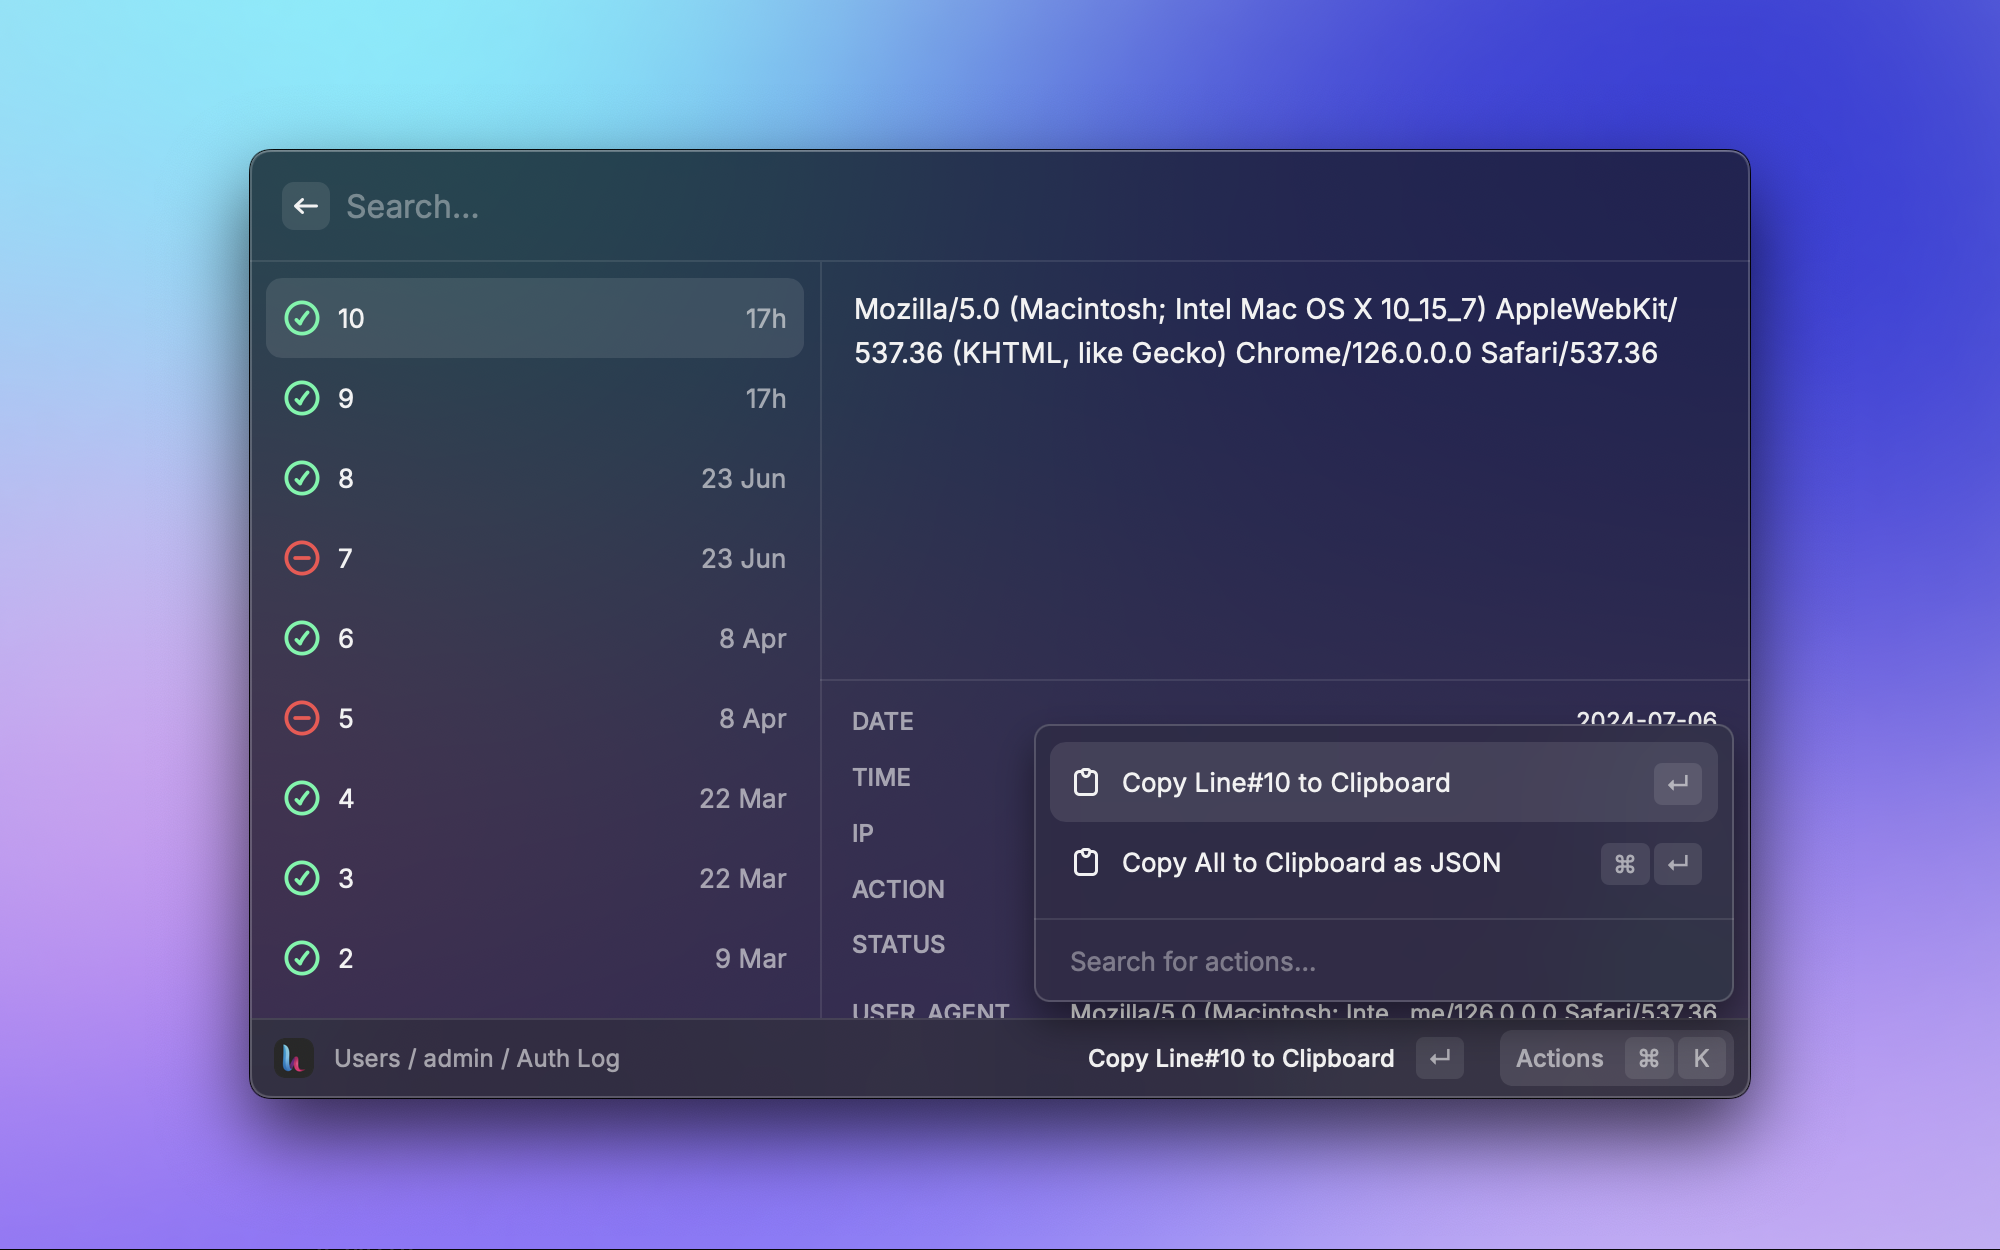 Search...
10 17h
9 17h
8 23 Jun
7 23 Jun
6 8 Apr
5 8 Apr
4 22 Mar
3 22 Mar
2 9 Mar
Mozilla/5.0 (Macintosh; Intel Mac OS X 10_15_7) AppleWebKit/
537.36 (KHTML, like Gecko) Chrome/126.0.0.0 Safari/537.36
DATE 2024-07-06
TIME
IP
ACTION
STATUS
USER_AGENT Mozilla/5.0 (Macintosh; Inte...me/126.0.0.0 Safari/537.36
Copy Line#10 to Clipboard ↵
Copy All to Clipboard as JSON ⌘ ↵
Search for actions...
Users / admin / Auth Log
Copy Line#10 to Clipboard ↵ Actions ⌘ K